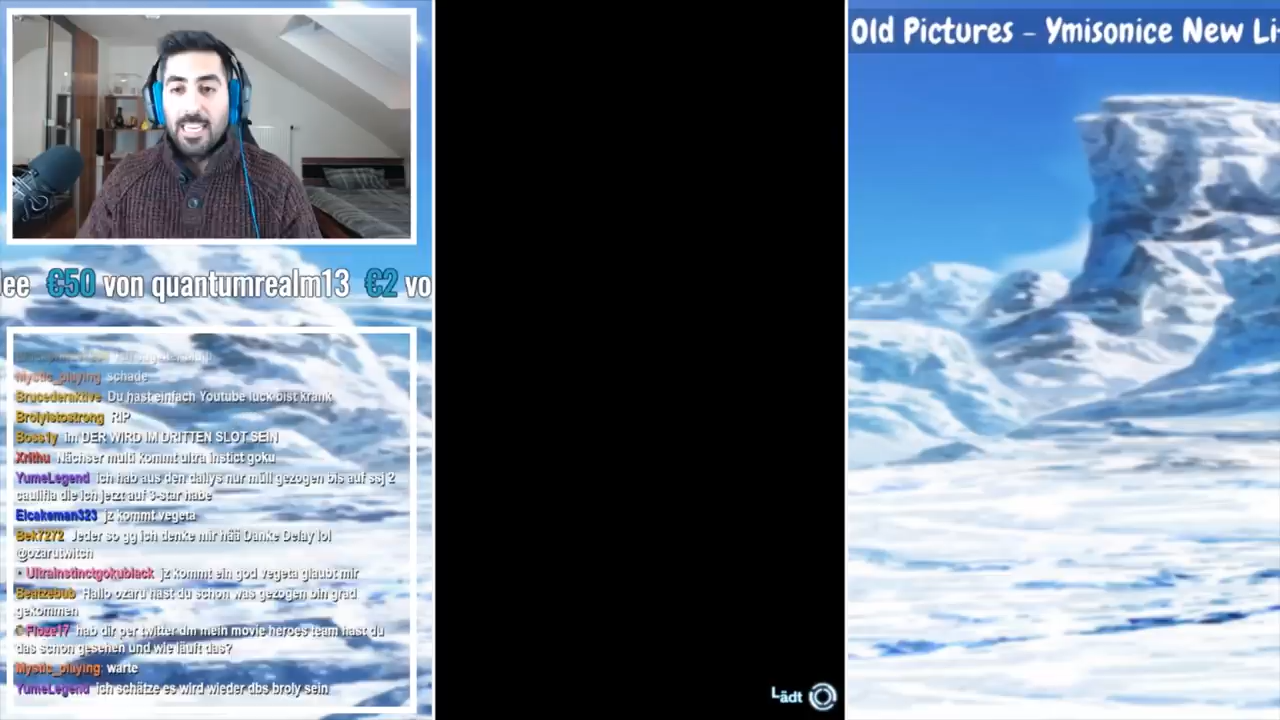 Old Pictures - Ymisonice New Li
lee €50 von quantumrealm13 €2 vo
Mystic_playing schade
Brucederaktive Du hast einfach Youtube luck bist krank
Brolyistostrong RIP
Boss1y im DER WIRD IM DRITTEN SLOT SEIN
Xrithu Nächser multi kommt ultra instict goku
YumeLegend ich hab aus den dailys nur müll gezogen bis auf ssj 2
caulifla die ich jetzt auf 3-star habe
Elcakeman323 jz kommt vegeta
Bek7272 Jeder so gg ich denke mir hää Danke Delay lol
@ozarutwitch
Ultrainstinctgokublack jz kommt ein god vegeta glaubt mir
Beatzebub Hallo ozaru hast du schon was gezogen bin grad
gekommen
Floze17 hab dir per twitter dm mein movie heroes team hast du
das schon gesehen und wie läuft das?
Mystic_playing warte
YumeLegend ich schätze es wird wieder dbs broly sein
Lädt